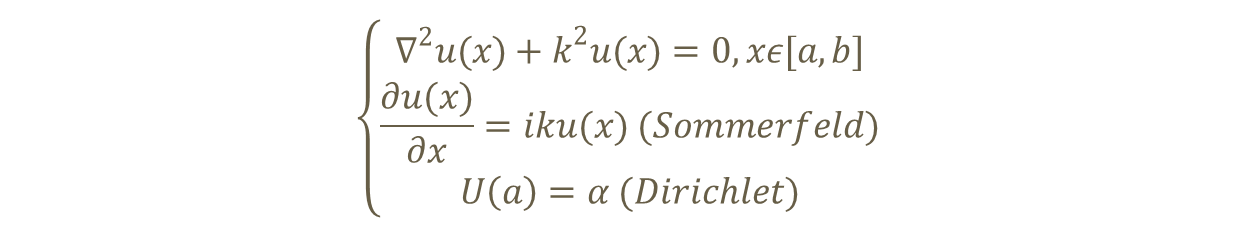 ∇²u(x) + k²u(x) = 0, xϵ[a, b]
∂u(x)/∂x = iku(x) (Sommerfeld)
U(a) = α (Dirichlet)